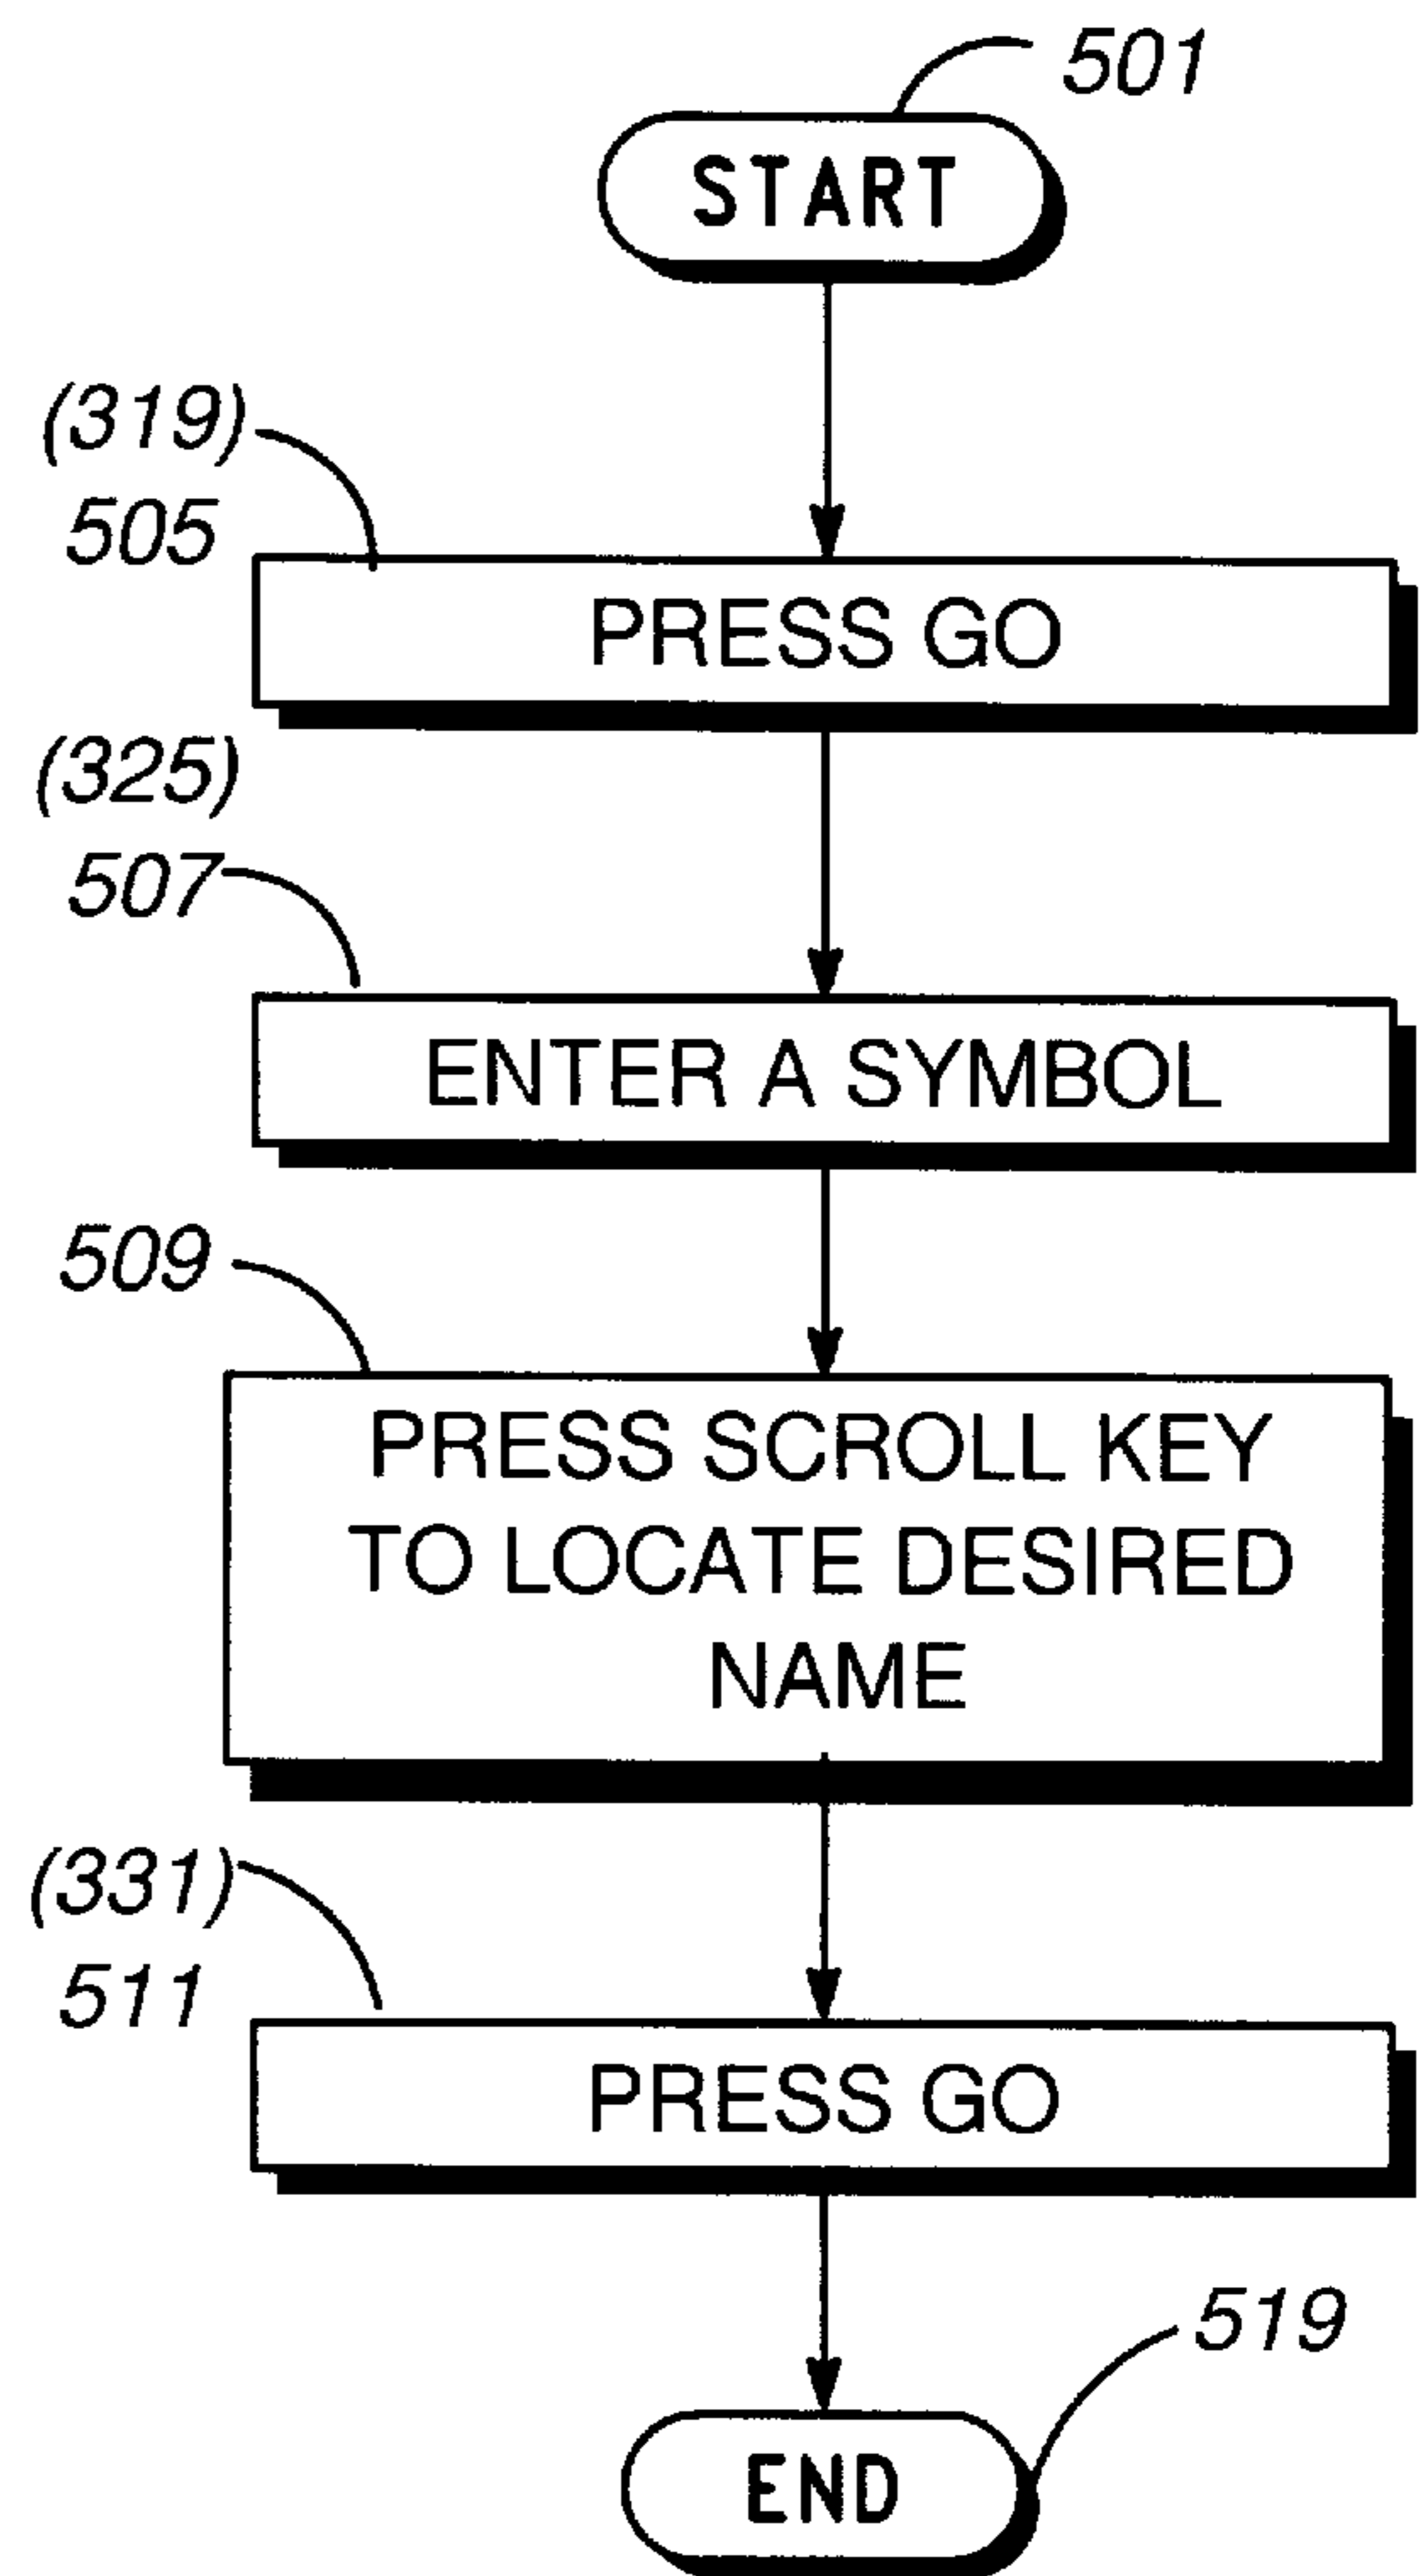 501
START
(319)
505
PRESS GO
(325)
507
ENTER A SYMBOL
509
PRESS SCROLL KEY
TO LOCATE DESIRED
NAME
(331)
511
PRESS GO
519
END